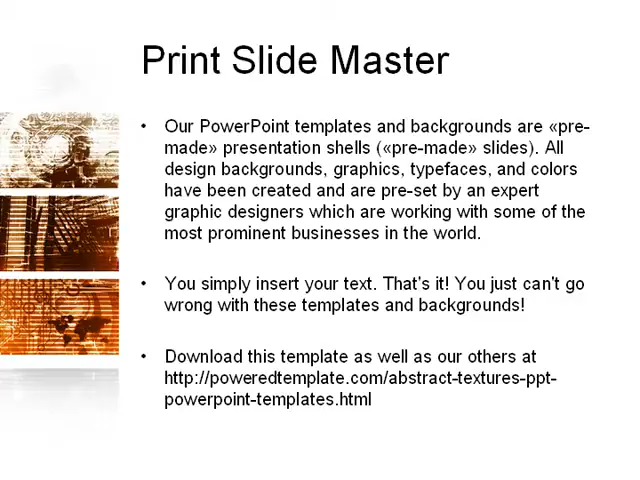 Print Slide Master
• Our PowerPoint templates and backgrounds are «pre-
made» presentation shells («pre-made» slides). All
design backgrounds, graphics, typefaces, and colors
have been created and are pre-set by an expert
graphic designers which are working with some of the
most prominent businesses in the world.
• You simply insert your text. That's it! You just can't go
wrong with these templates and backgrounds!
• Download this template as well as our others at
http://poweredtemplate.com/abstract-textures-ppt-
powerpoint-templates.html